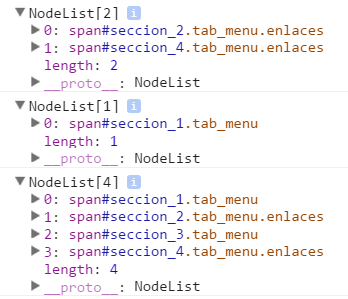 ▼NodeList[2] i
▶0: span#seccion_2.tab_menu.enlaces
▶1: span#seccion_4.tab_menu.enlaces
length: 2
▶__proto__: NodeList
▼NodeList[1] i
▶0: span#seccion_1.tab_menu
length: 1
▶__proto__: NodeList
▼NodeList[4] i
▶0: span#seccion_1.tab_menu
▶1: span#seccion_2.tab_menu.enlaces
▶2: span#seccion_3.tab_menu
▶3: span#seccion_4.tab_menu.enlaces
length: 4
▶__proto__: NodeList